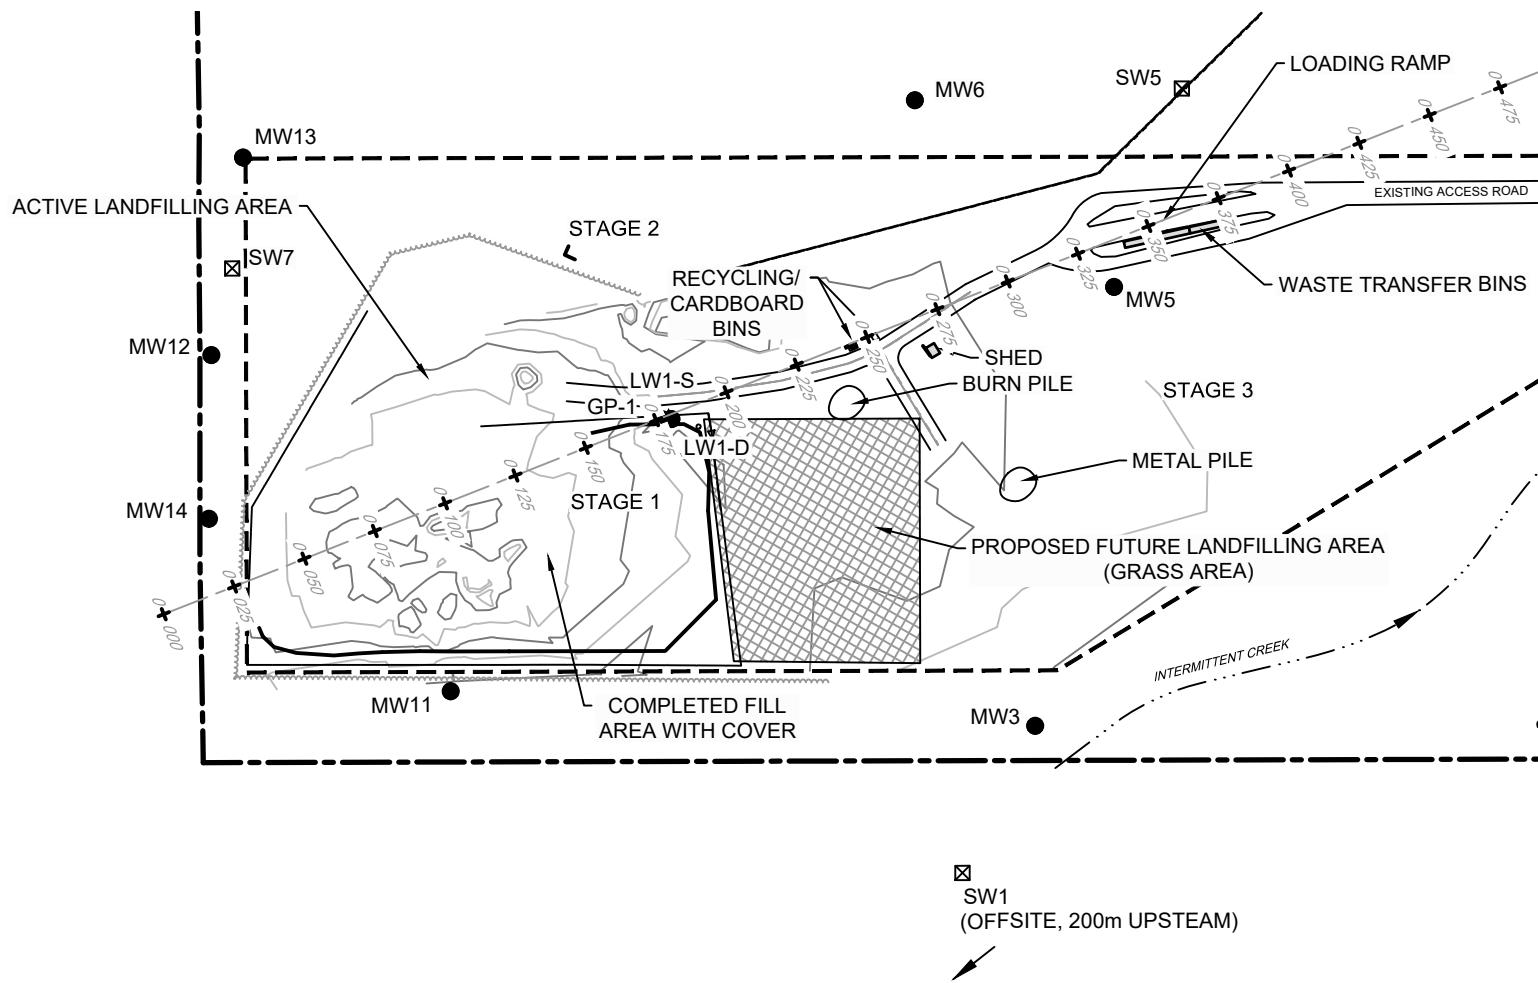 MW6
SW5
LOADING RAMP
MW13
0 475
0 450
0 425
0 400
EXISTING ACCESS ROAD
ACTIVE LANDFILLING AREA
0 375
STAGE 2
0 350
SW7
0 325
RECYCLING/
CARDBOARD
BINS
0 300
WASTE TRANSFER BINS
MW5
0 275
MW12
0 250
SHED
0 225
BURN PILE
STAGE 3
LW1-S
0 200
GP-1
0 175
LW1-D
0 150
METAL PILE
0 125
STAGE 1
MW14
0 100
0 075
PROPOSED FUTURE LANDFILLING AREA
(GRASS AREA)
0 050
0 025
0 000
INTERMITTENT CREEK
MW11
COMPLETED FILL
AREA WITH COVER
MW3
SW1
(OFFSITE, 200m UPSTEAM)